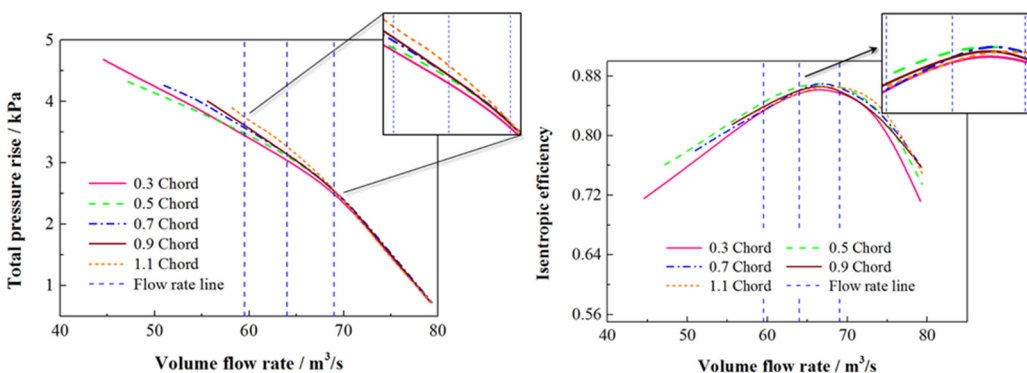 Total pressure rise / kPa
5
4
3
2
1
0.3 Chord
0.5 Chord
0.7 Chord
0.9 Chord
1.1 Chord
Flow rate line
40
50
60
70
80
Volume flow rate / m³/s
Isentropic efficiency
0.88
0.80
0.72
0.64
0.56
0.3 Chord
0.5 Chord
0.7 Chord
0.9 Chord
1.1 Chord
Flow rate line
40
50
60
70
80
Volume flow rate / m³/s